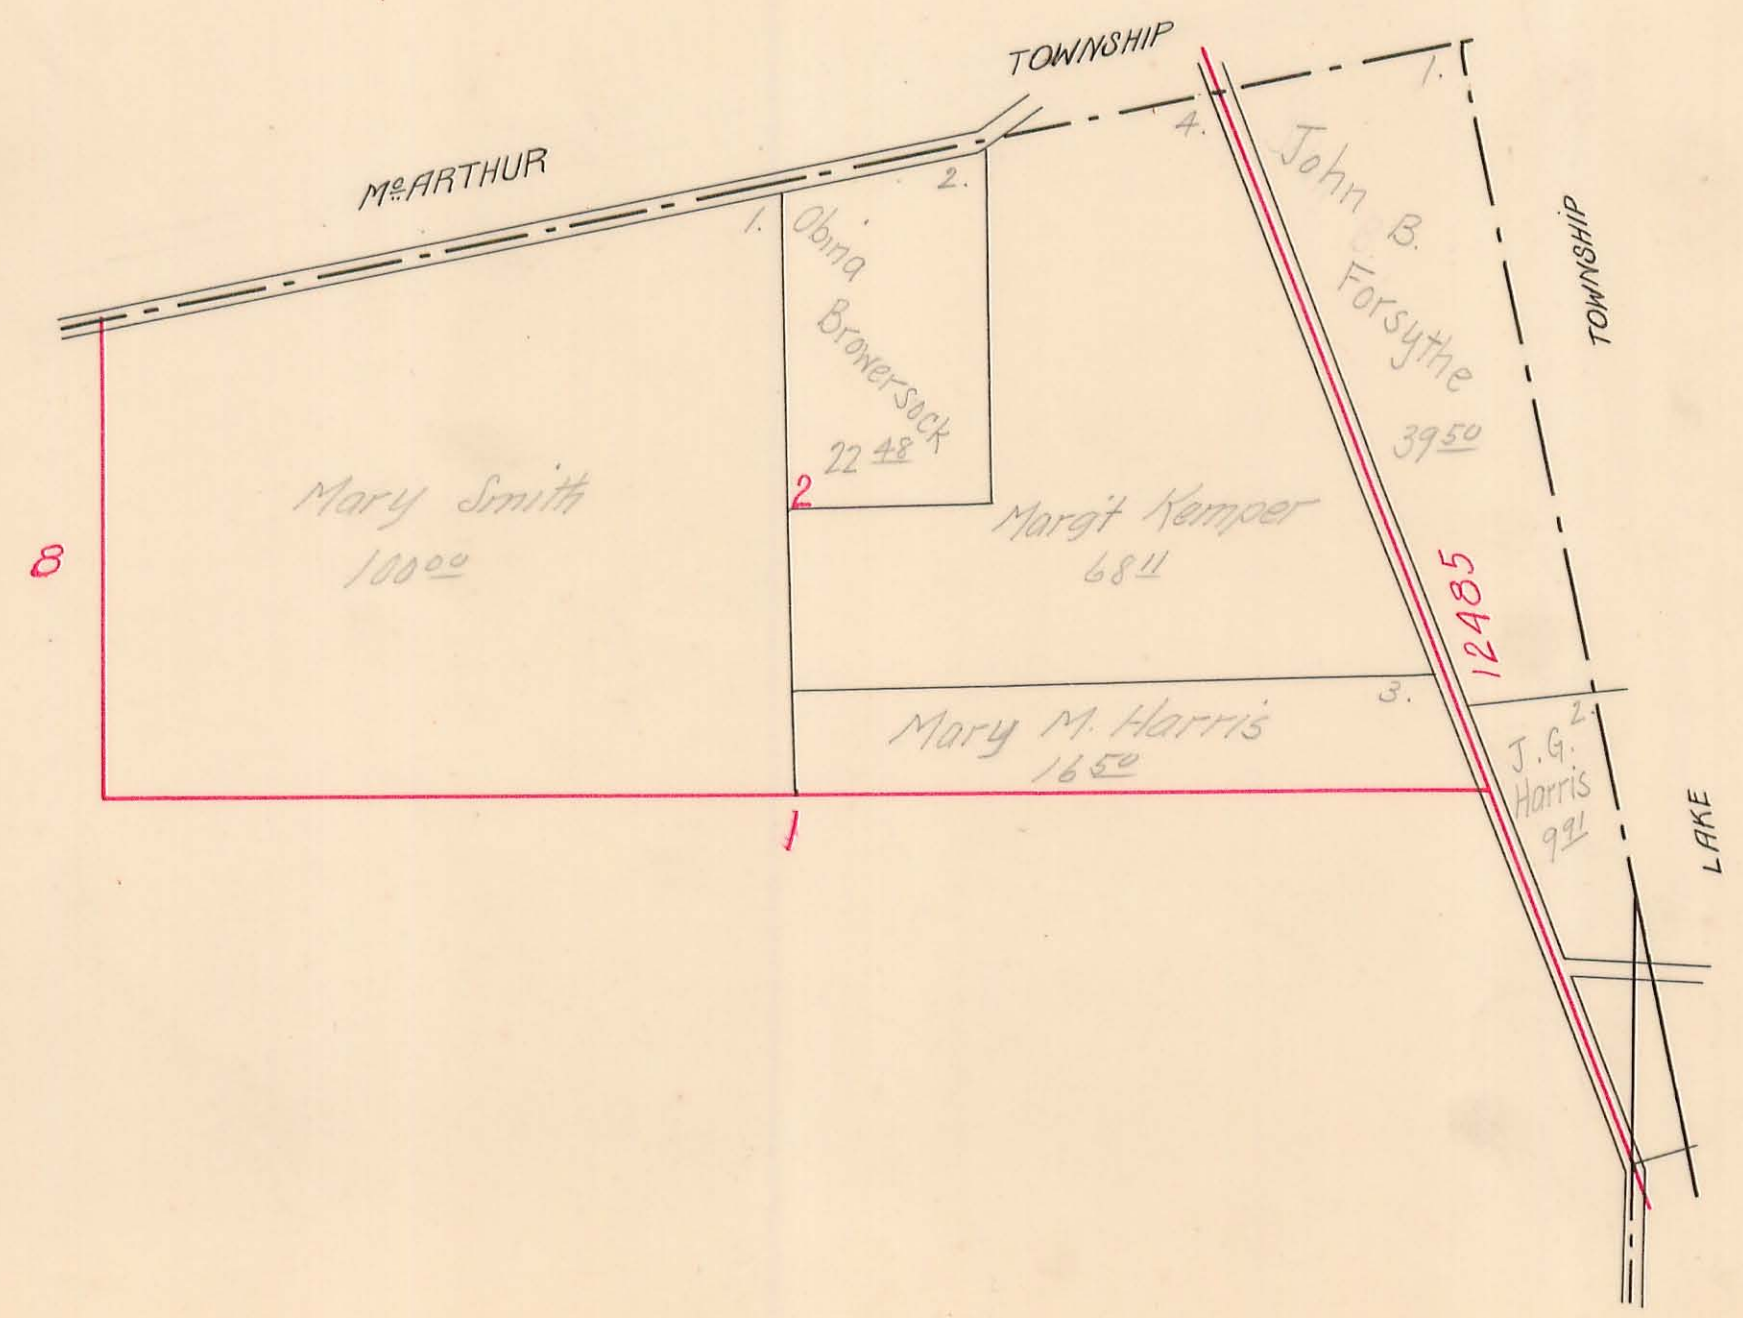 TOWNSHIP
McARTHUR
1.
4.
2.
1.
John
B.
Forsythe
39 50
Obina
Browersock
22 48
TOWNSHIP
2
Mary Smith
100 00
8
Margt Kemper
68 11
12485
3.
Mary M. Harris
16 50
2.
J. G.
Harris
9 91
LAKE
1